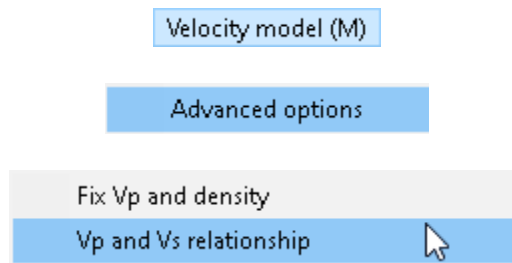 Velocity model (M)
Advanced options
Fix Vp and density
Vp and Vs relationship